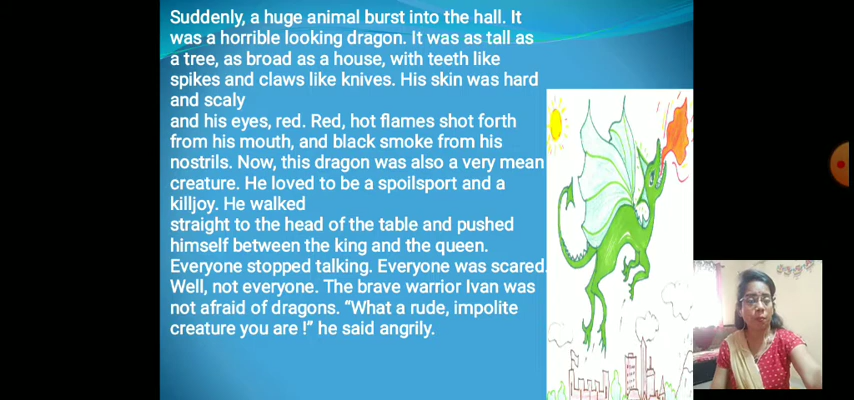 Suddenly, a huge animal burst into the hall. It
was a horrible looking dragon. It was as tall as
a tree, as broad as a house, with teeth like
spikes and claws like knives. His skin was hard
and scaly
and his eyes, red. Red, hot flames shot forth
from his mouth, and black smoke from his
nostrils. Now, this dragon was also a very mean
creature. He loved to be a spoilsport and a
killjoy. He walked
straight to the head of the table and pushed
himself between the king and the queen.
Everyone stopped talking. Everyone was scared.
Well, not everyone. The brave warrior Ivan was
not afraid of dragons. “What a rude, impolite
creature you are !” he said angrily.